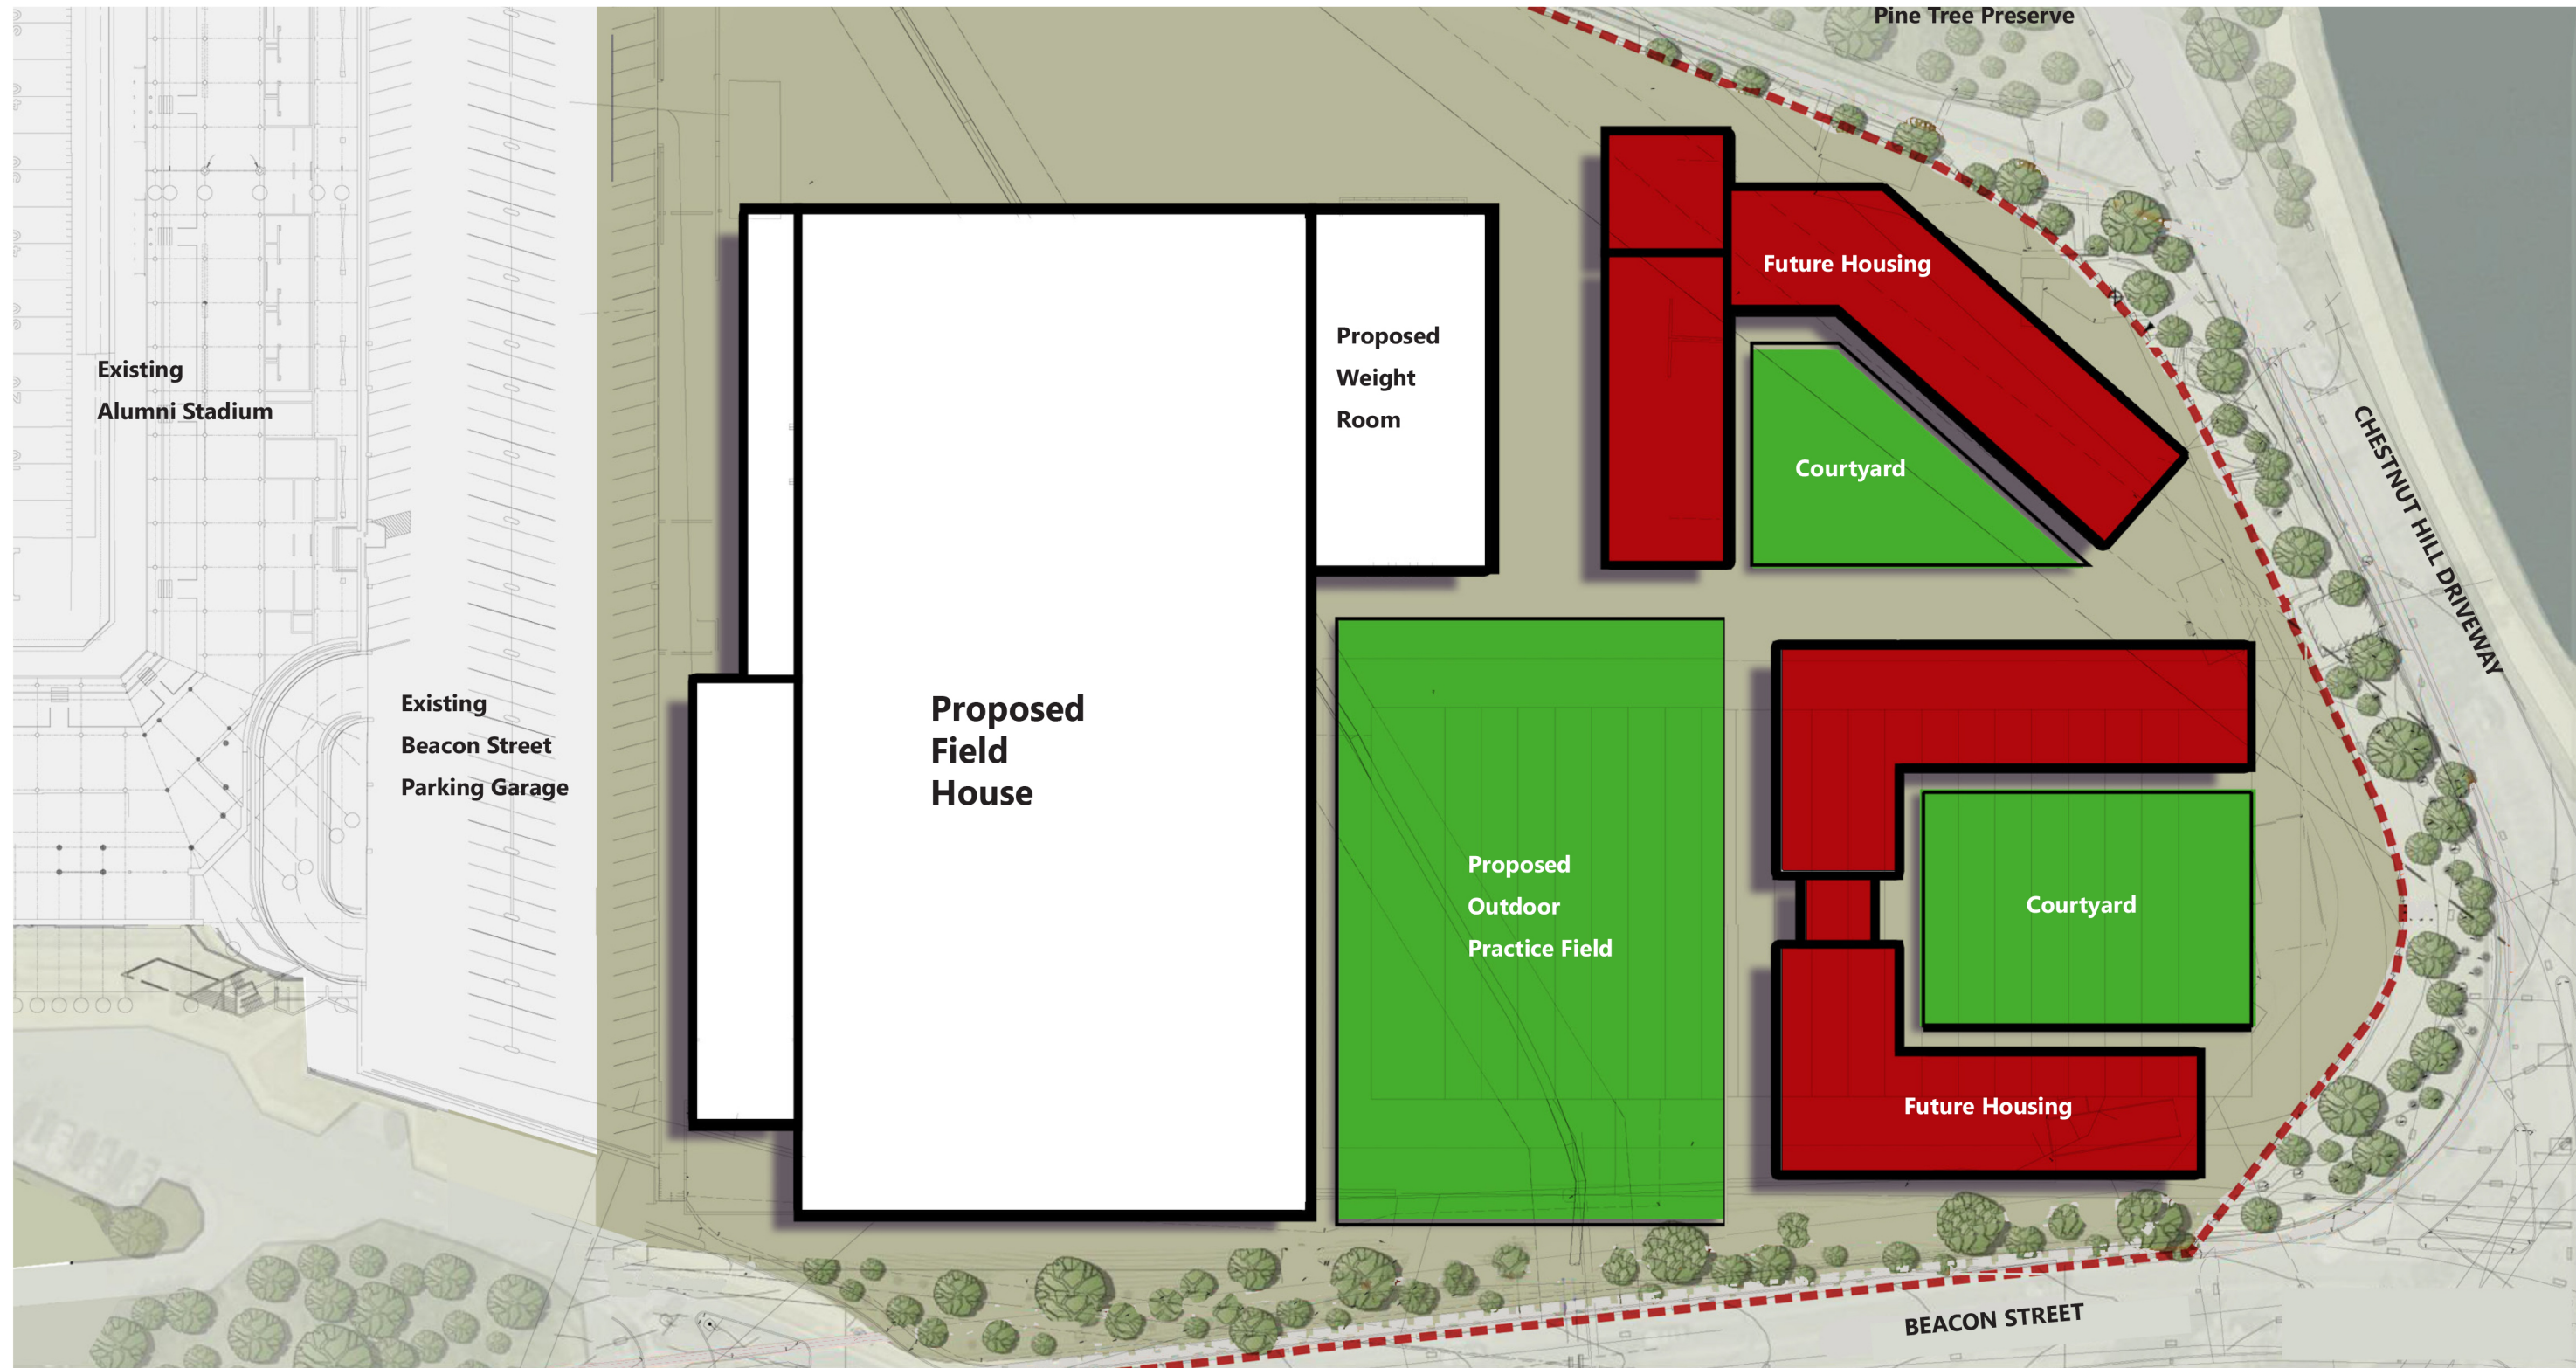 Pine Tree Preserve
Future Housing
Proposed
Weight
Room
Existing
Alumni Stadium
Courtyard
CHESTNUT HILL DRIVEWAY
Existing
Beacon Street
Parking Garage
Proposed
Field
House
Proposed
Outdoor
Practice Field
Courtyard
Future Housing
BEACON STREET